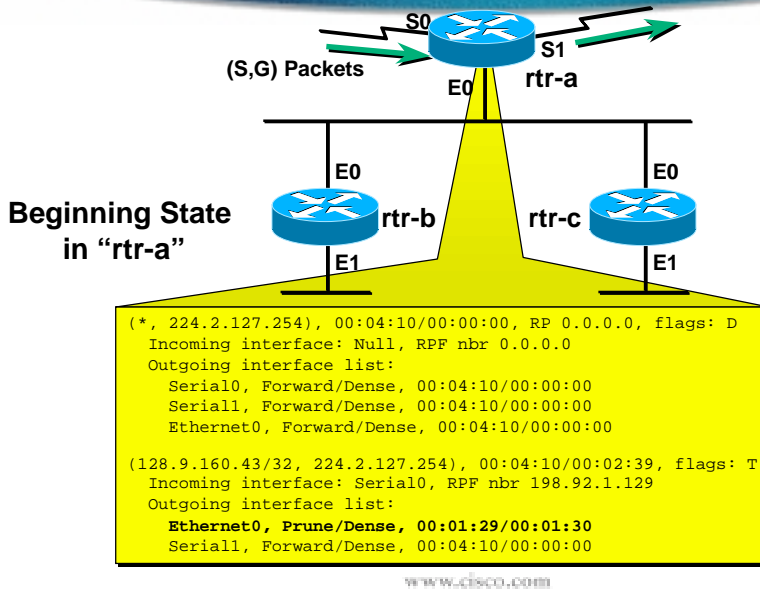 S0
S1
(S,G) Packets
E0
rtr-a
E0
E0
Beginning State
in "rtr-a"
rtr-b
rtr-c
E1
E1
(*, 224.2.127.254), 00:04:10/00:00:00, RP 0.0.0.0, flags: D
Incoming interface: Null, RPF nbr 0.0.0.0
Outgoing interface list:
Serial0, Forward/Dense, 00:04:10/00:00:00
Serial1, Forward/Dense, 00:04:10/00:00:00
Ethernet0, Forward/Dense, 00:04:10/00:00:00
(128.9.160.43/32, 224.2.127.254), 00:04:10/00:02:39, flags: T
Incoming interface: Serial0, RPF nbr 198.92.1.129
Outgoing interface list:
Ethernet0, Prune/Dense, 00:01:29/00:01:30
Serial1, Forward/Dense, 00:04:10/00:00:00
www.cisco.com